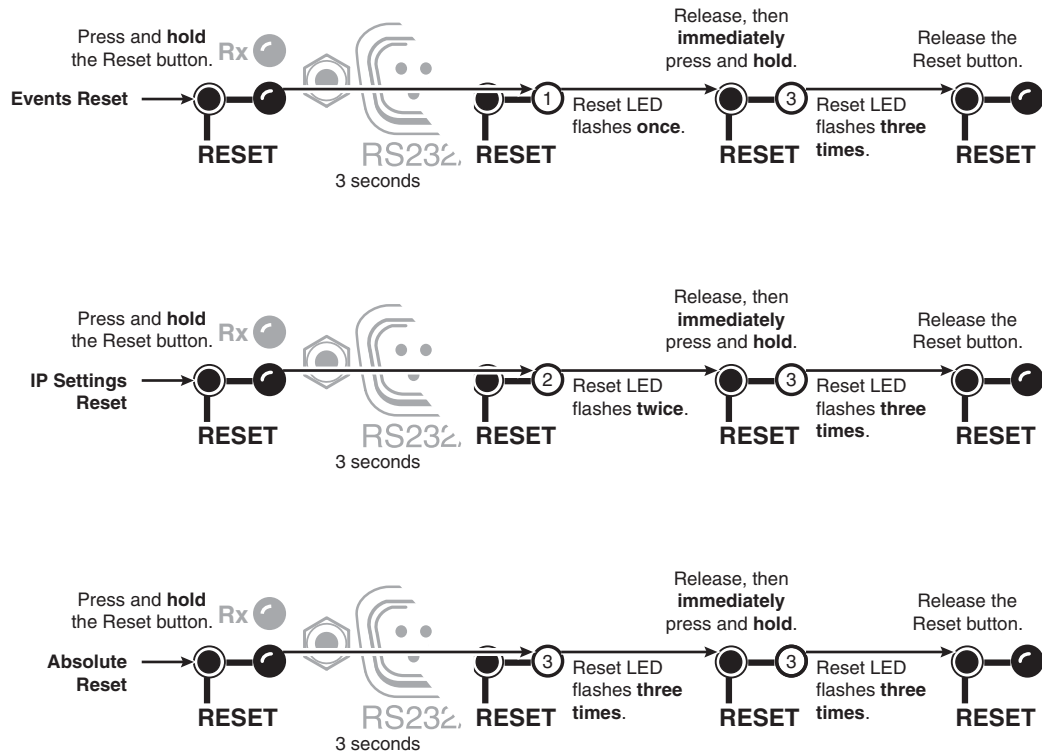 Press and hold
the Reset button.
Rx
Release, then
immediately
press and hold.
Release the
Reset button.
Events Reset
1
Reset LED
flashes once.
3
Reset LED
flashes three
times.
RESET
RS232
3 seconds
RESET
RESET
RESET
Press and hold
the Reset button.
Rx
Release, then
immediately
press and hold.
Release the
Reset button.
IP Settings
Reset
2
Reset LED
flashes twice.
3
Reset LED
flashes three
times.
RESET
RS232
3 seconds
RESET
RESET
RESET
Press and hold
the Reset button.
Rx
Release, then
immediately
press and hold.
Release the
Reset button.
Absolute
Reset
3
Reset LED
flashes three
times.
3
Reset LED
flashes three
times.
RESET
RS232
3 seconds
RESET
RESET
RESET